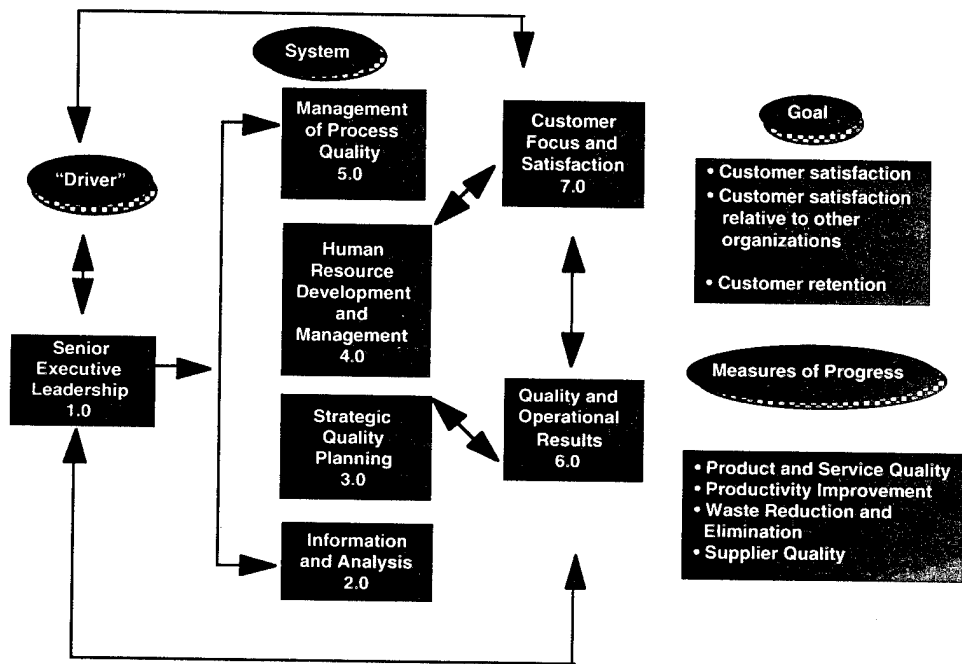 System
Management
of Process
Quality
5.0
Customer
Focus and
Satisfaction
7.0
Goal
"Driver"
• Customer satisfaction
• Customer satisfaction
relative to other
organizations
• Customer retention
Human
Resource
Development
and
Management
4.0
Senior
Executive
Leadership
1.0
Measures of Progress
Strategic
Quality
Planning
3.0
Quality and
Operational
Results
6.0
• Product and Service Quality
• Productivity Improvement
• Waste Reduction and
Elimination
• Supplier Quality
Information
and Analysis
2.0